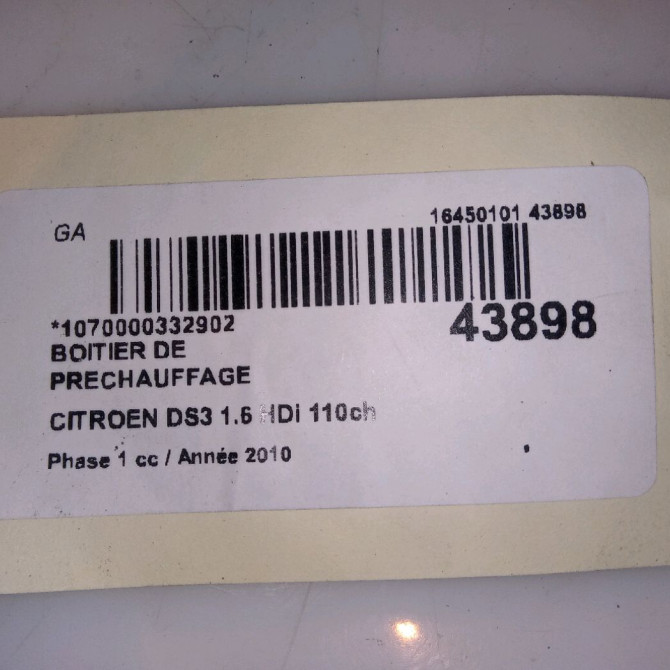 GA
16450101 43898
*1070000332902
43898
BOITIER DE
PRECHAUFFAGE
CITROEN DS3 1.6 HDi 110ch
Phase 1 cc / Année 2010